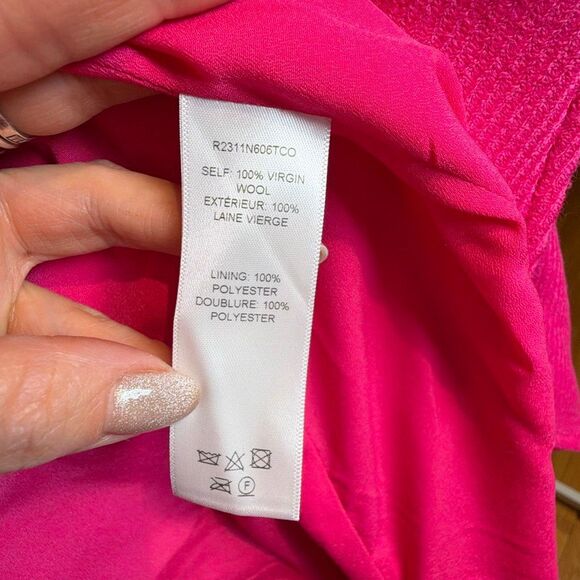 R2311N606TCO
SELF: 100% VIRGIN
WOOL
EXTÉRIEUR: 100%
LAINE VIERGE
LINING: 100%
POLYESTER
DOUBLURE: 100%
POLYESTER
F